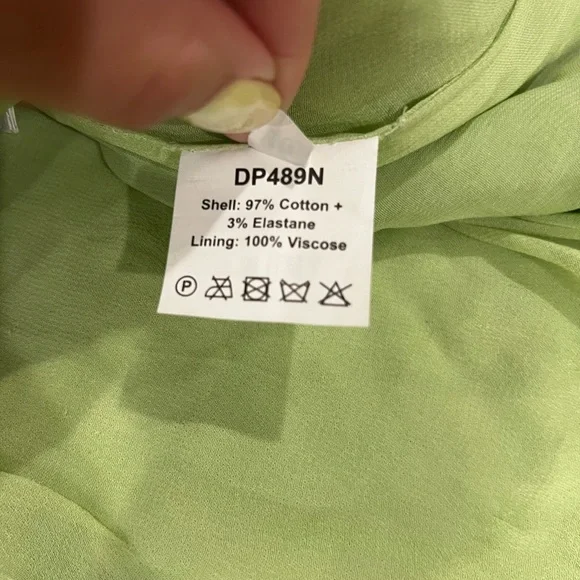 DP489N
Shell: 97% Cotton +
3% Elastane
Lining: 100% Viscose
P